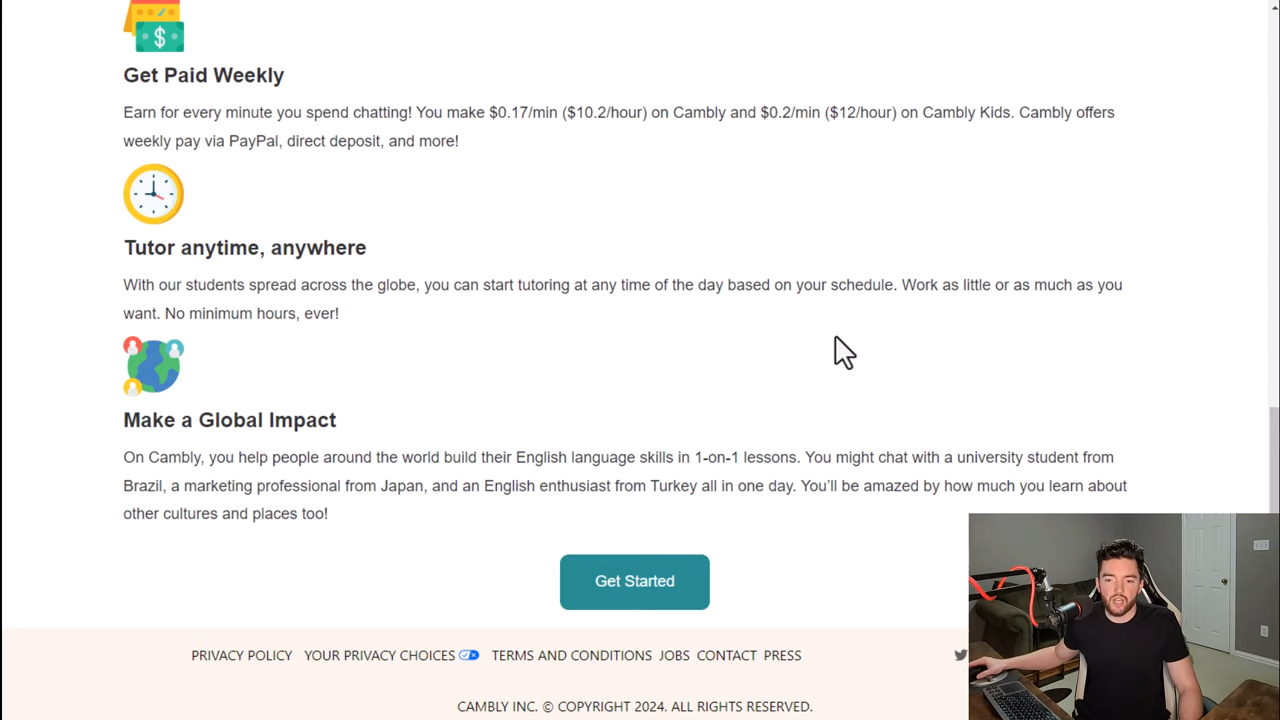 $
Get Paid Weekly
Earn for every minute you spend chatting! You make $0.17/min ($10.2/hour) on Cambly and $0.2/min ($12/hour) on Cambly Kids. Cambly offers
weekly pay via PayPal, direct deposit, and more!
Tutor anytime, anywhere
With our students spread across the globe, you can start tutoring at any time of the day based on your schedule. Work as little or as much as you
want. No minimum hours, ever!
Make a Global Impact
On Cambly, you help people around the world build their English language skills in 1-on-1 lessons. You might chat with a university student from
Brazil, a marketing professional from Japan, and an English enthusiast from Turkey all in one day. You’ll be amazed by how much you learn about
other cultures and places too!
Get Started
PRIVACY POLICY YOUR PRIVACY CHOICES TERMS AND CONDITIONS JOBS CONTACT PRESS
CAMBLY INC. © COPYRIGHT 2024. ALL RIGHTS RESERVED.